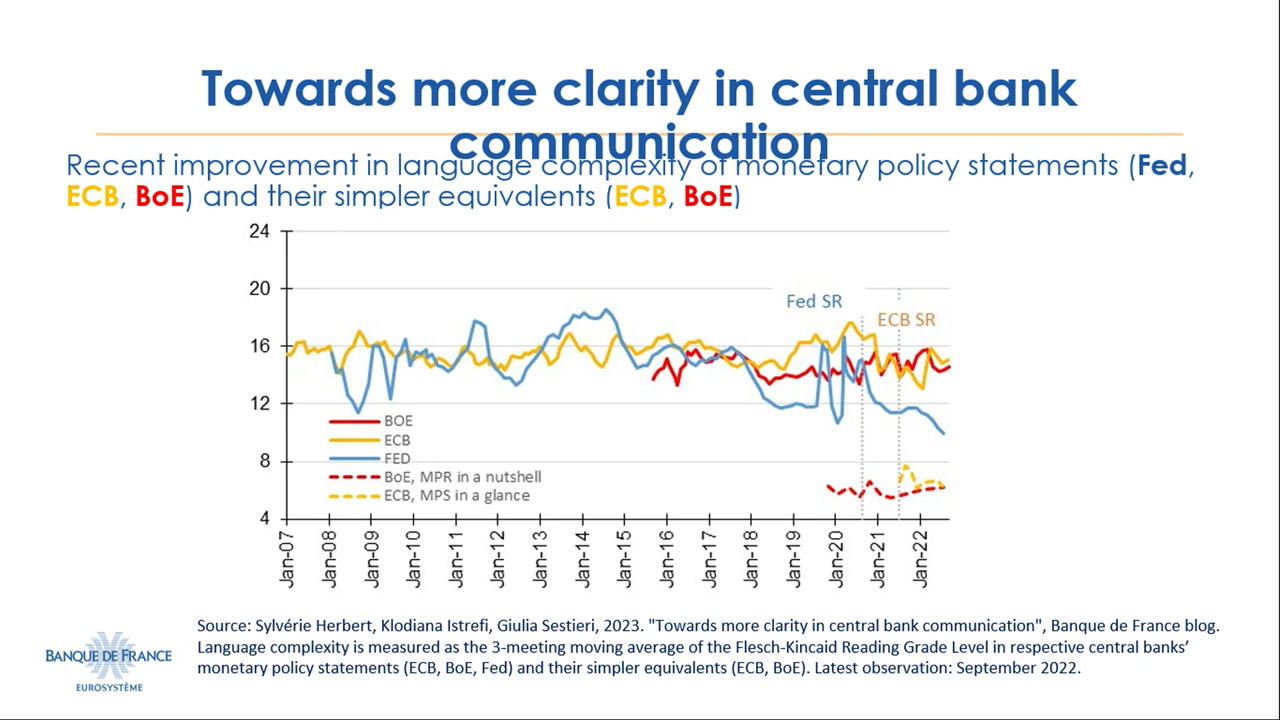 Towards more clarity in central bank
communication
Recent improvement in language complexity of monetary policy statements (Fed,
ECB, BoE) and their simpler equivalents (ECB, BoE)
24
20
16
12
8
4
Fed SR
ECB SR
BOE
ECB
FED
BoE, MPR in a nutshell
ECB, MPS in a glance
Jan-07
Jan-08
Jan-09
Jan-10
Jan-11
Jan-12
Jan-13
Jan-14
Jan-15
Jan-16
Jan-17
Jan-18
Jan-19
Jan-20
Jan-21
Jan-22
Source: Sylvérie Herbert, Klodiana Istrefi, Giulia Sestieri, 2023. "Towards more clarity in central bank communication", Banque de France blog.
Language complexity is measured as the 3-meeting moving average of the Flesch-Kincaid Reading Grade Level in respective central banks’
monetary policy statements (ECB, BoE, Fed) and their simpler equivalents (ECB, BoE). Latest observation: September 2022.
BANQUE DE FRANCE
EUROSYSTÈME